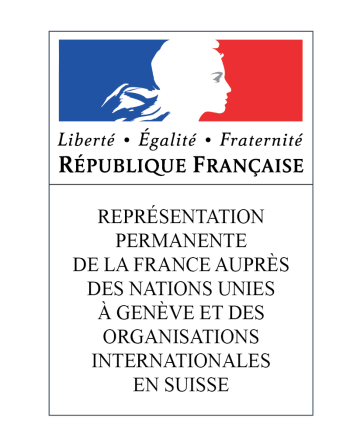 Liberté • Égalité • Fraternité
RÉPUBLIQUE FRANÇAISE
REPRÉSENTATION
PERMANENTE
DE LA FRANCE AUPRÈS
DES NATIONS UNIES
À GENÈVE ET DES
ORGANISATIONS
INTERNATIONALES
EN SUISSE